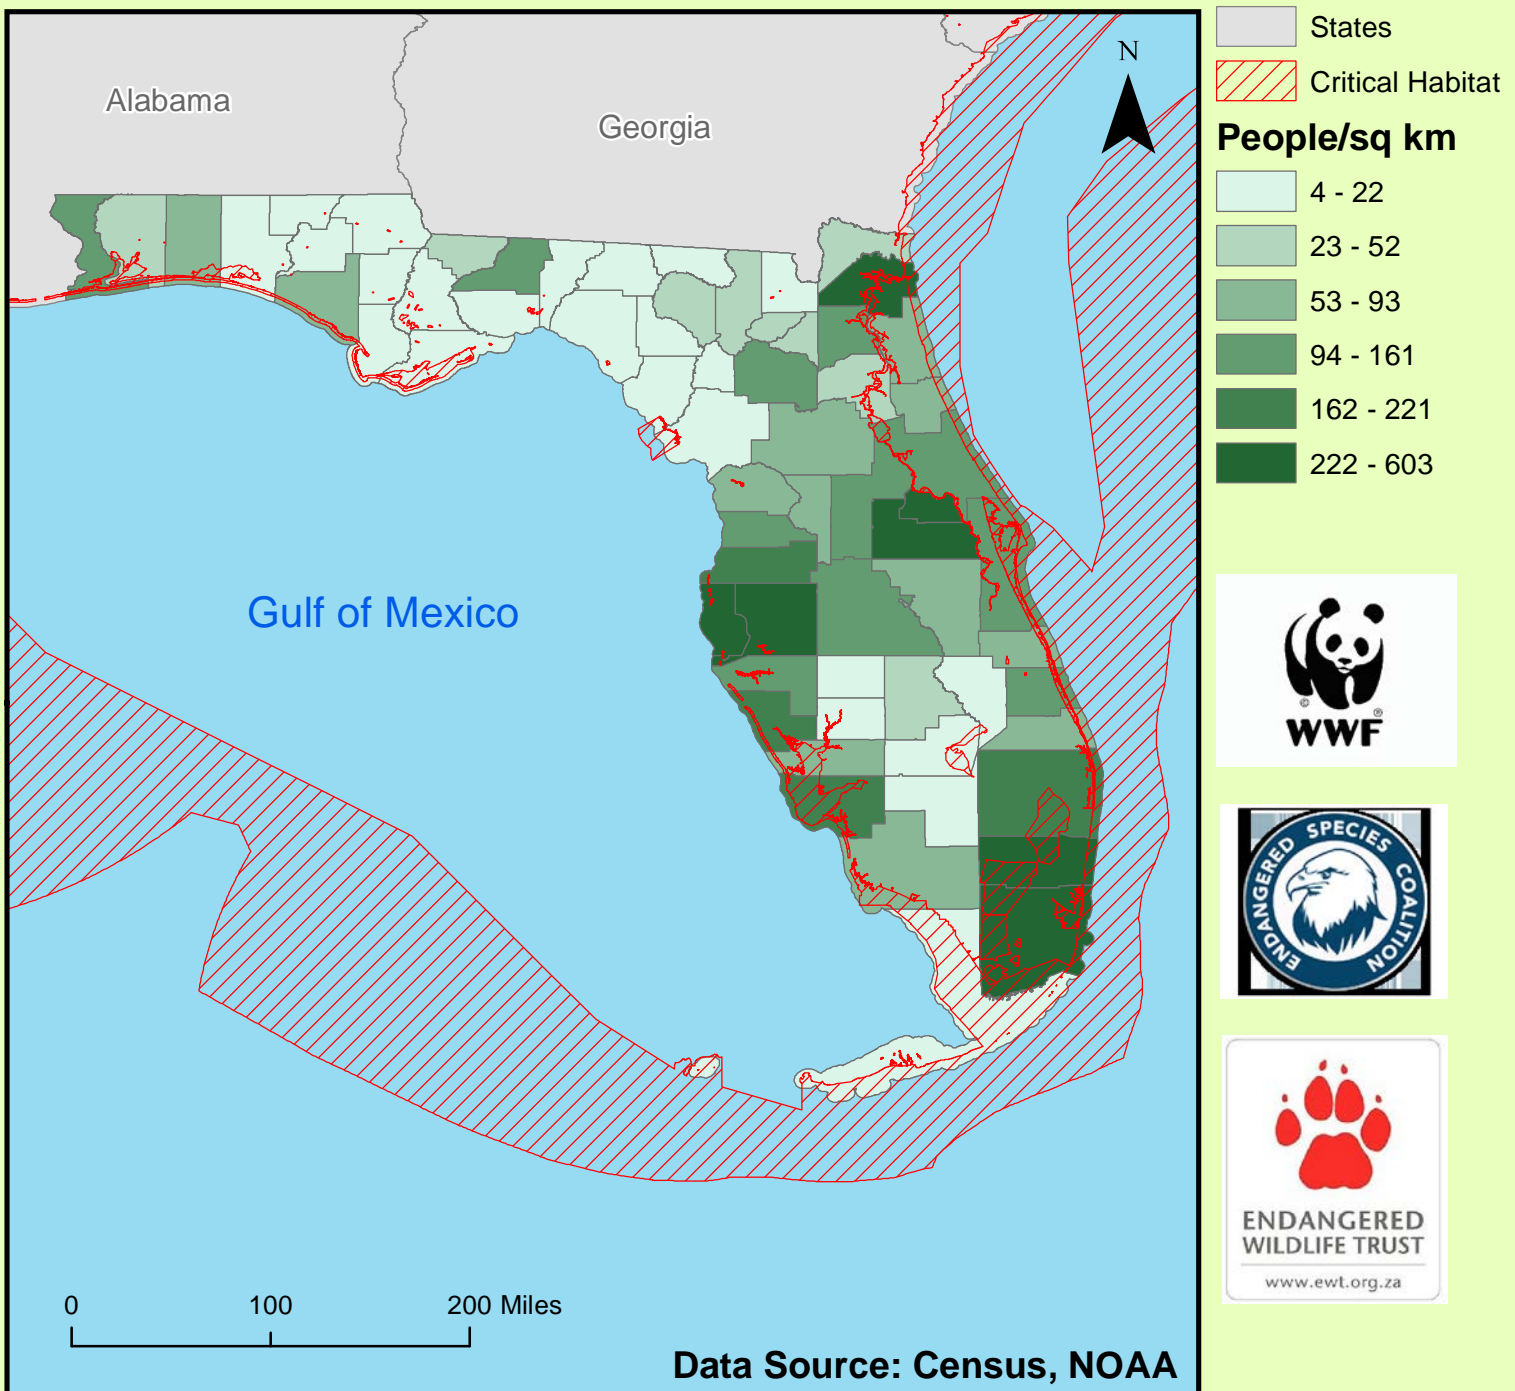 Alabama
Georgia
N
Gulf of Mexico
0 100 200 Miles
Data Source: Census, NOAA
States
Critical Habitat
People/sq km
4 - 22
23 - 52
53 - 93
94 - 161
162 - 221
222 - 603
©
®
WWF
ENDANGERED SPECIES COALITION
ENDANGERED
WILDLIFE TRUST
www.ewt.org.za